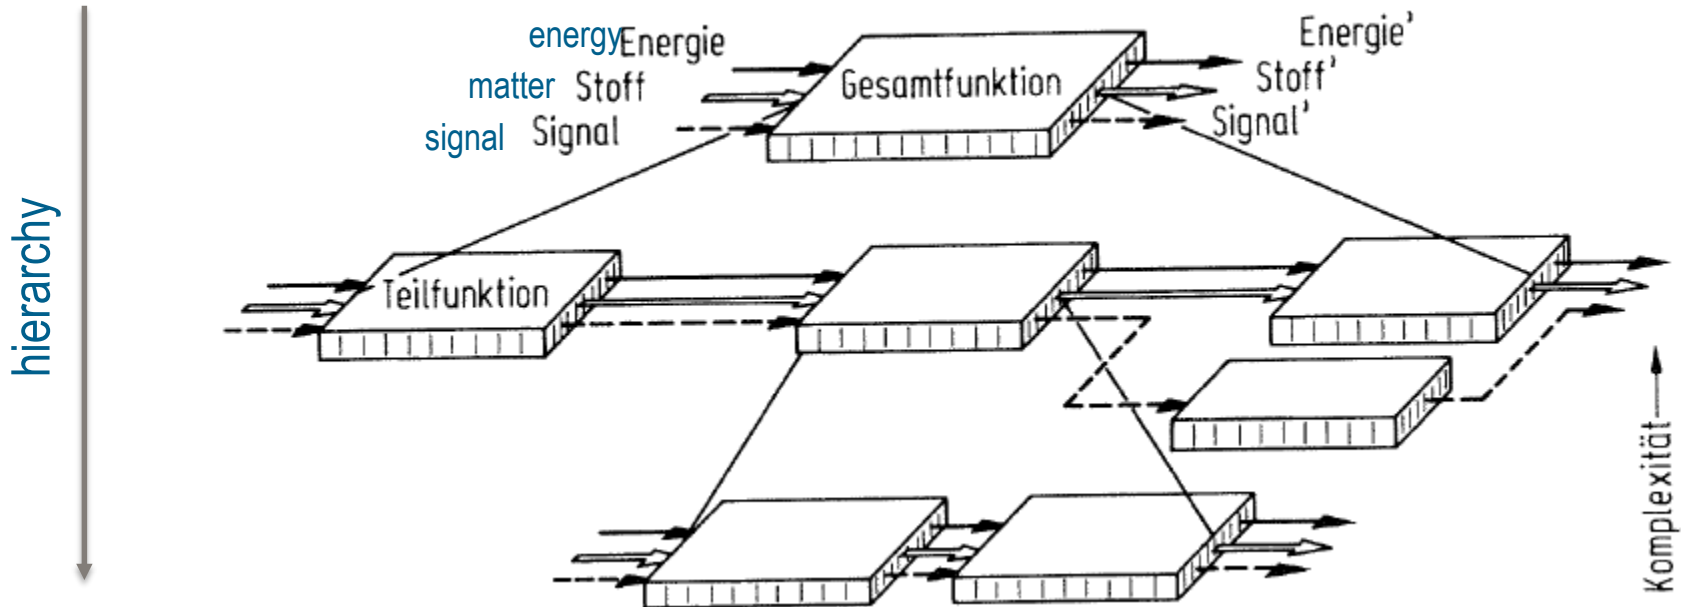 energy Energie
matter Stoff
signal Signal
Gesamtfunktion
Energie'
Stoff'
Signal'
hierarchy
Teilfunktion
Komplexität